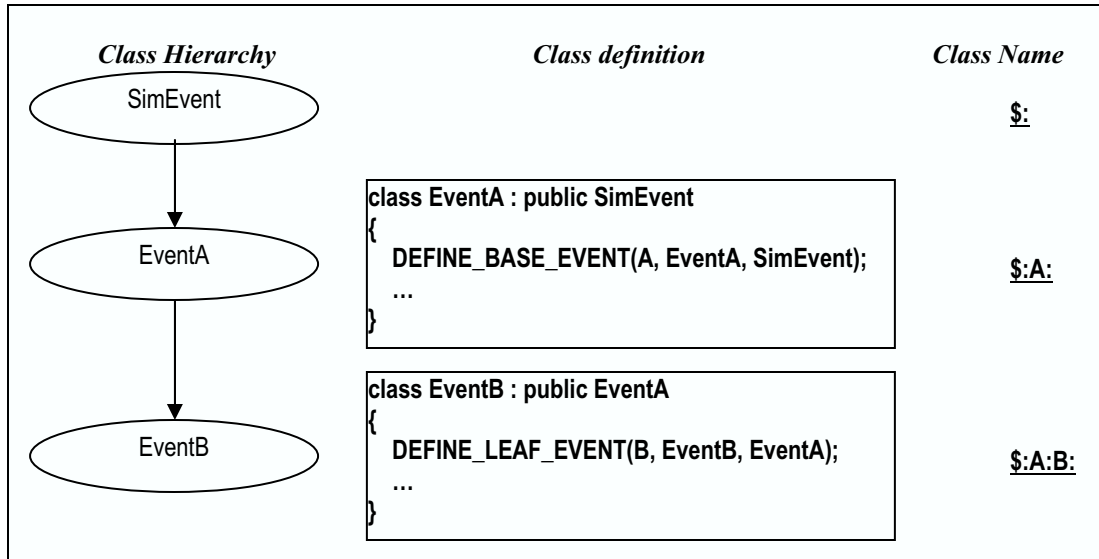 Class Hierarchy Class definition Class Name
SimEvent
$:
class EventA : public SimEvent
{
DEFINE_BASE_EVENT(A, EventA, SimEvent);
…
}
EventA
$:A:
class EventB : public EventA
{
DEFINE_LEAF_EVENT(B, EventB, EventA);
…
}
EventB
$:A:B: